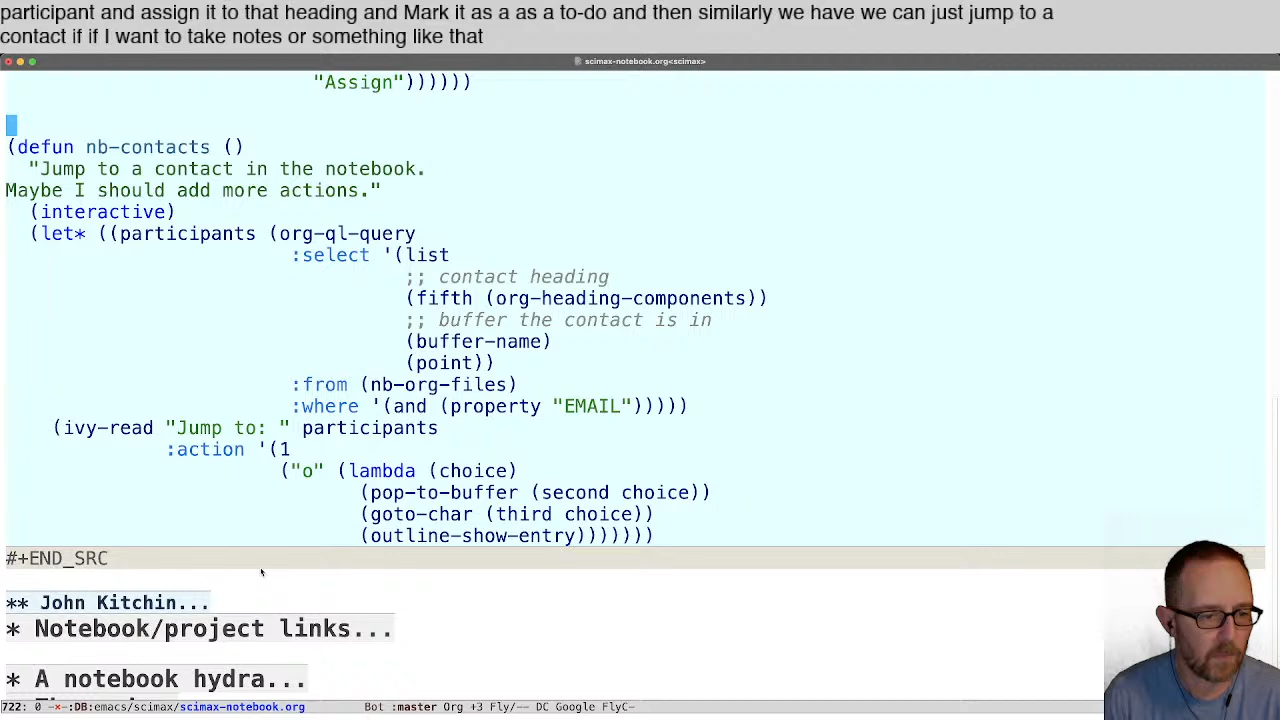 participant and assign it to that heading and Mark it as a as a to-do and then similarly we have we can just jump to a
contact if if I want to take notes or something like that
scimax-notebook.org<scimax>
"Assign"))))))
(defun nb-contacts ()
"Jump to a contact in the notebook.
Maybe I should add more actions."
(interactive)
(let* ((participants (org-ql-query
:select '(list
;; contact heading
(fifth (org-heading-components))
;; buffer the contact is in
(buffer-name)
(point))
:from (nb-org-files)
:where '(and (property "EMAIL")))))
(ivy-read "Jump to: " participants
:action '(1
("o" (lambda (choice)
(pop-to-buffer (second choice))
(goto-char (third choice))
(outline-show-entry)))))))
#+END_SRC
** John Kitchin...
* Notebook/project links...
* A notebook hydra...
722: 0 -x-:DB:emacs/scimax/scimax-notebook.org Bot :master Org +3 Fly/-- DC Google FlyC-